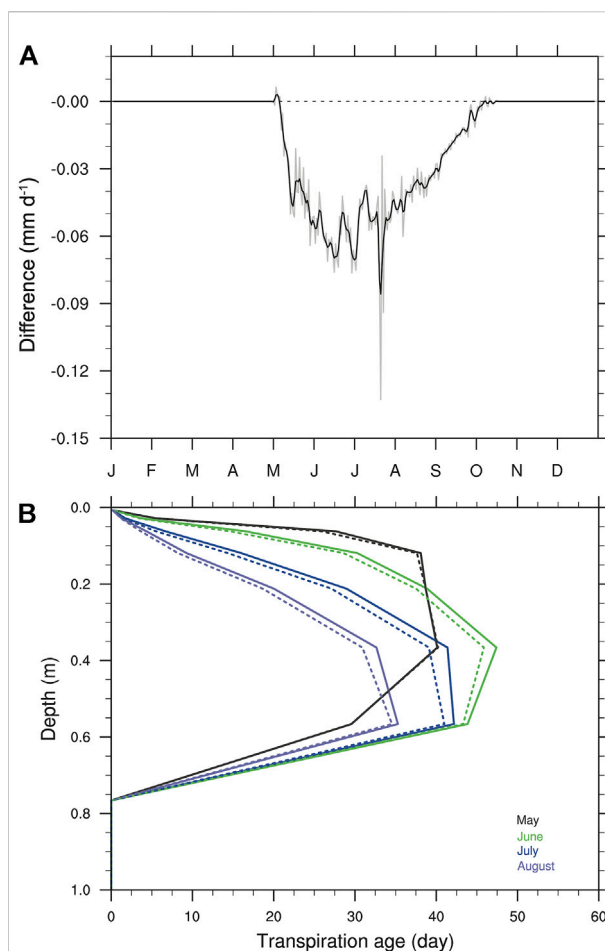 A
-0.00
-0.03
-0.06
-0.09
-0.12
-0.15
Difference (mm d-1)
J F M A M J J A S O N D
B
0.0
0.2
0.4
0.6
0.8
1.0
Depth (m)
May
June
July
August
0 10 20 30 40 50 60
Transpiration age (day)